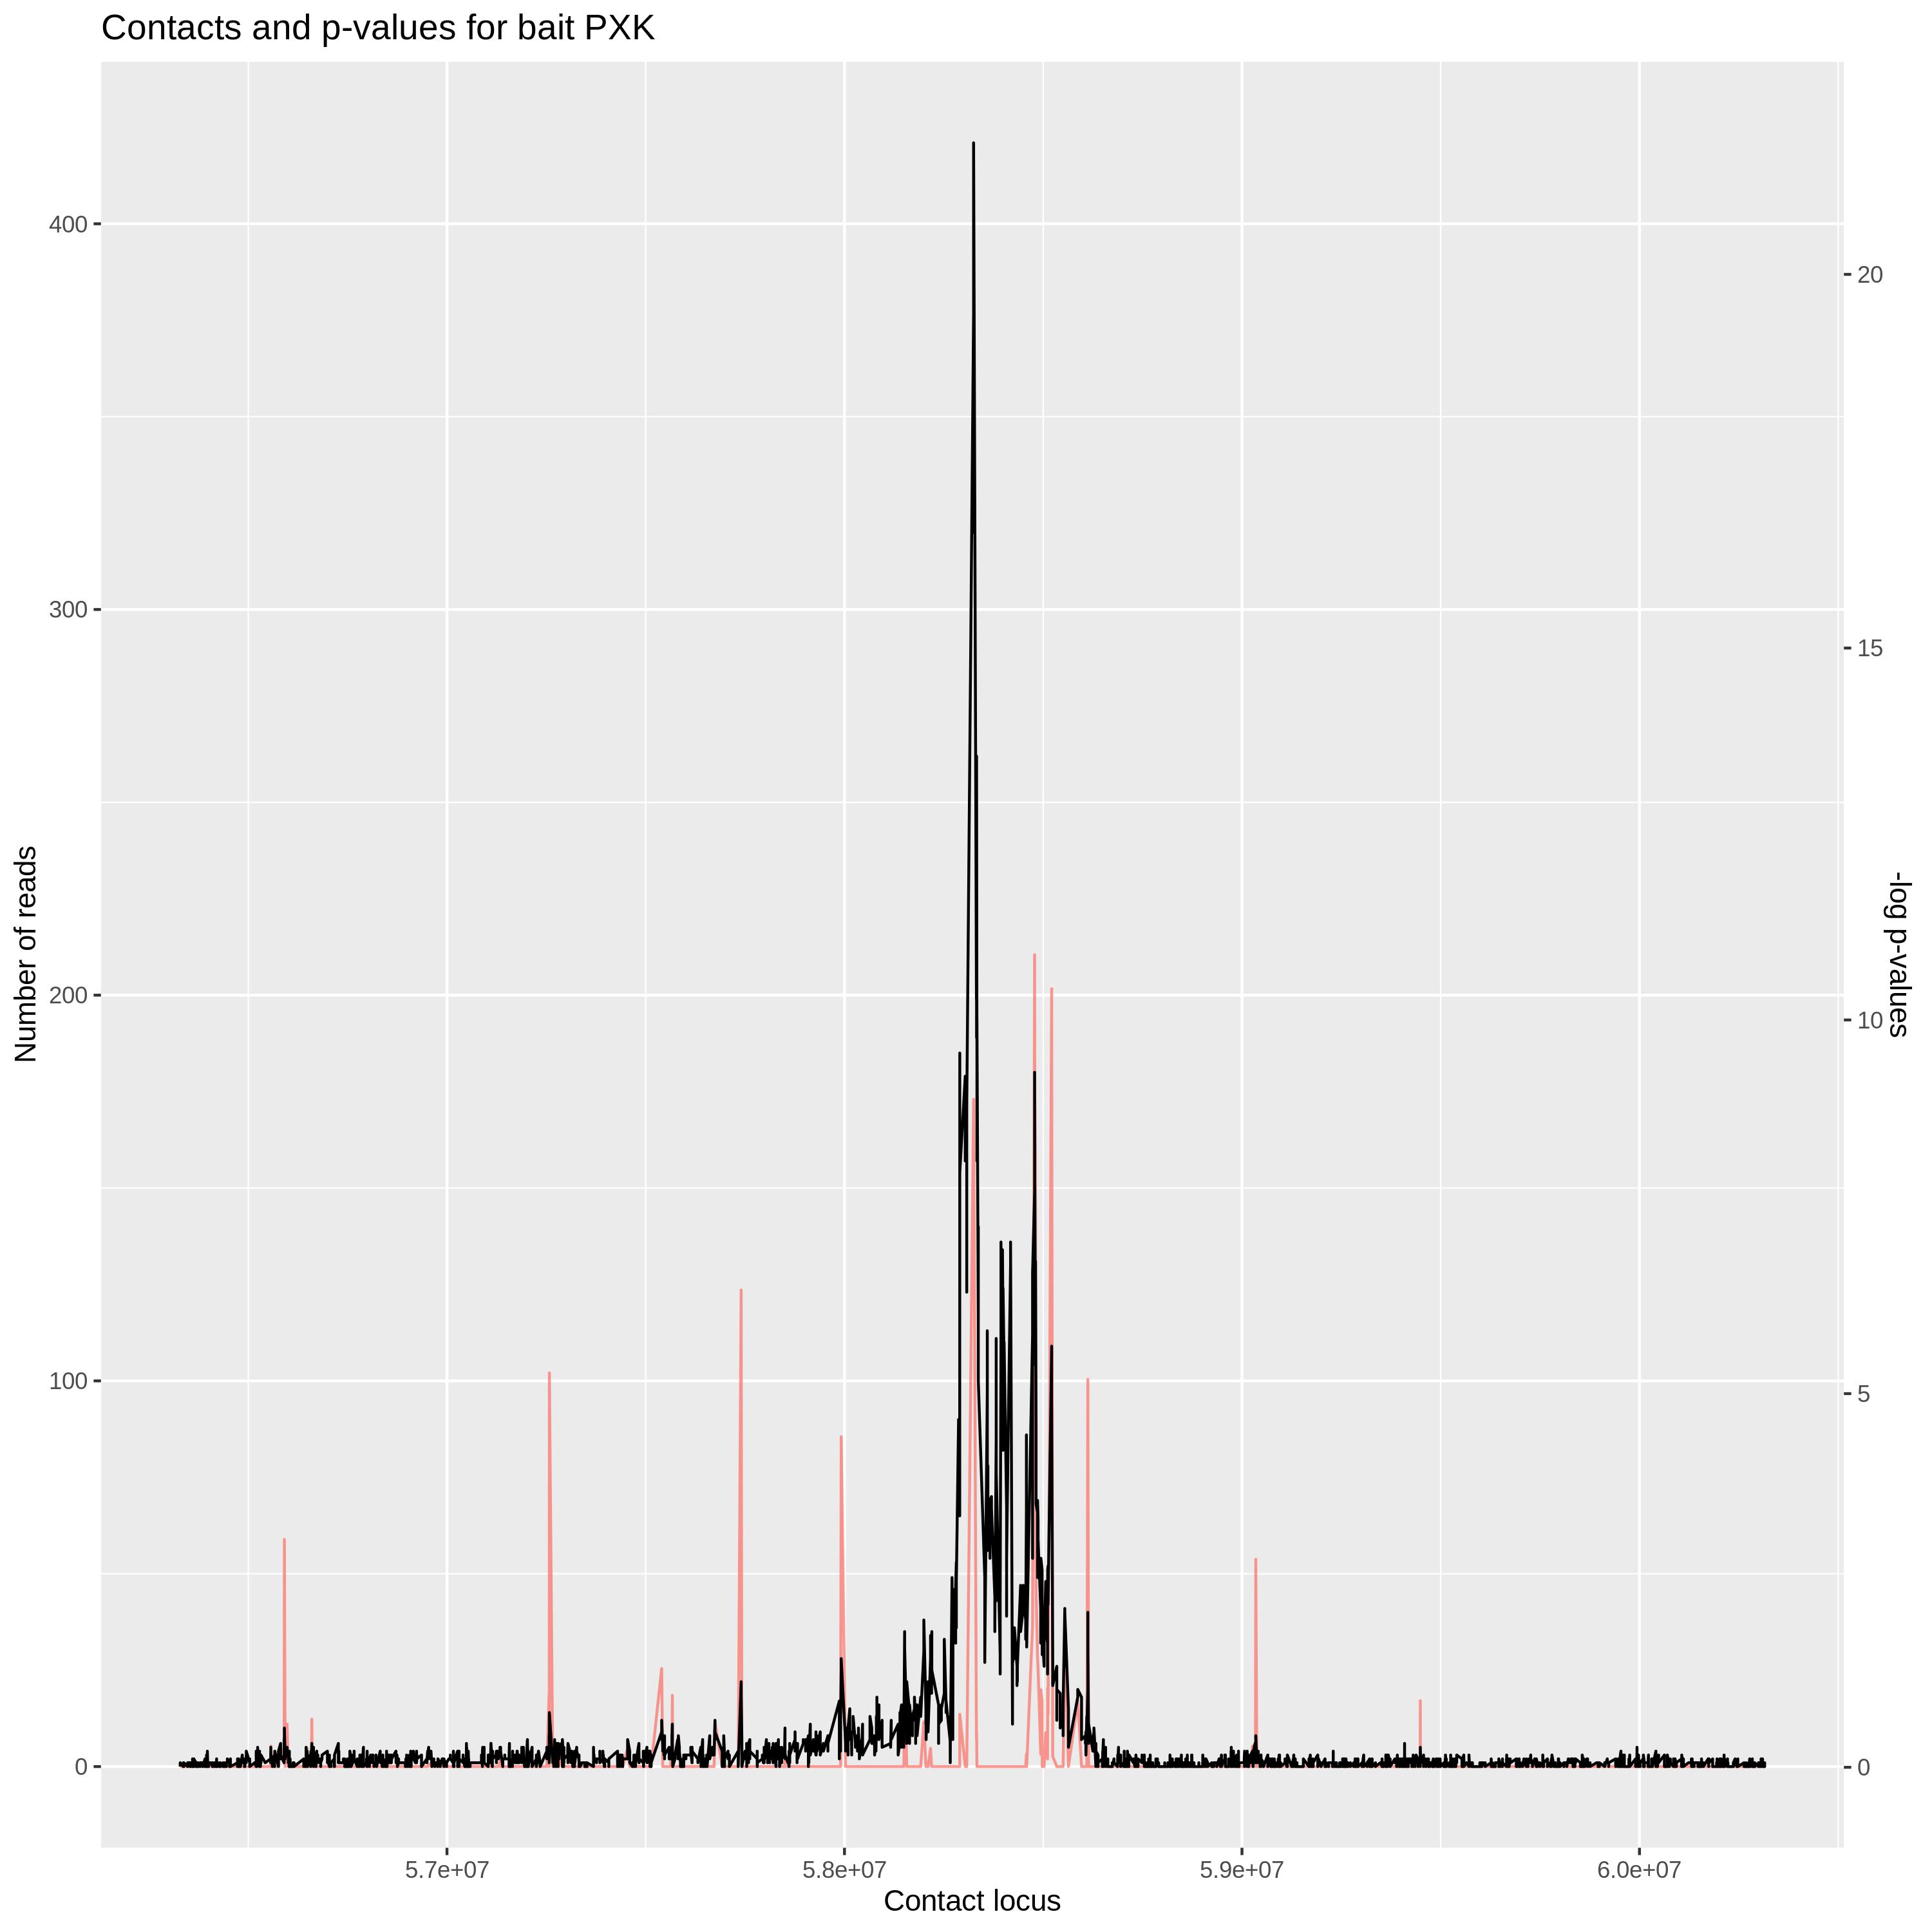 Contacts and p-values for bait PXK
400
300
200
100
0
Number of reads
20
15
10
5
0
-log p-values
5.7e+07
5.8e+07
5.9e+07
6.0e+07
Contact locus